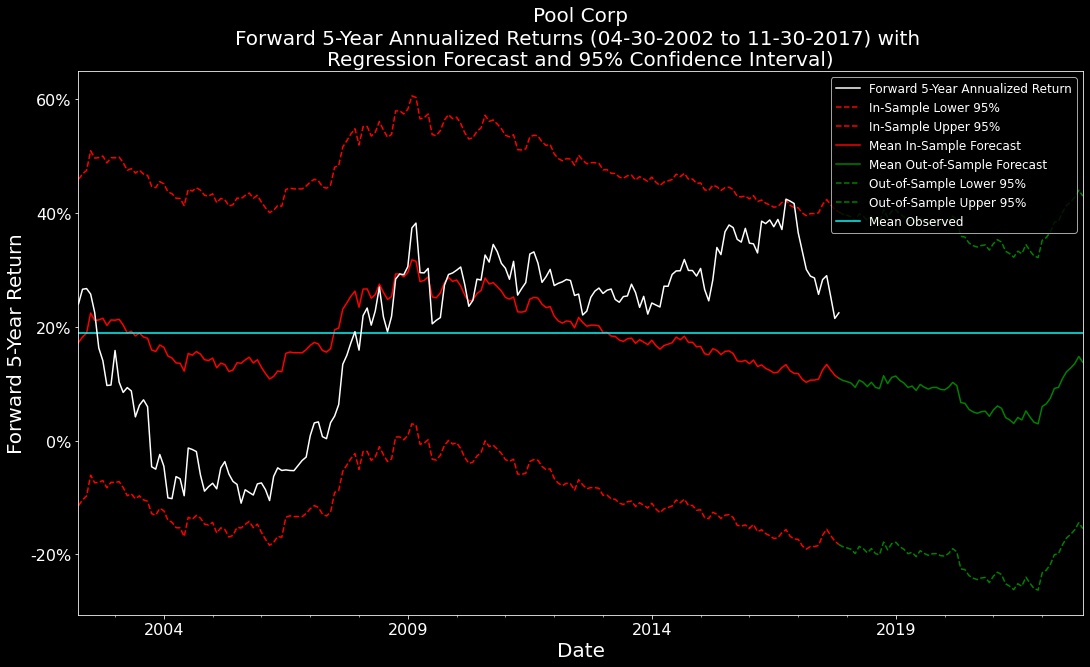 Pool Corp
Forward 5-Year Annualized Returns (04-30-2002 to 11-30-2017) with
Regression Forecast and 95% Confidence Interval)
Forward 5-Year Annualized Return
In-Sample Lower 95%
In-Sample Upper 95%
Mean In-Sample Forecast
Mean Out-of-Sample Forecast
Out-of-Sample Lower 95%
Out-of-Sample Upper 95%
Mean Observed
Forward 5-Year Return
60%
40%
20%
0%
-20%
2004
2009
2014
2019
Date